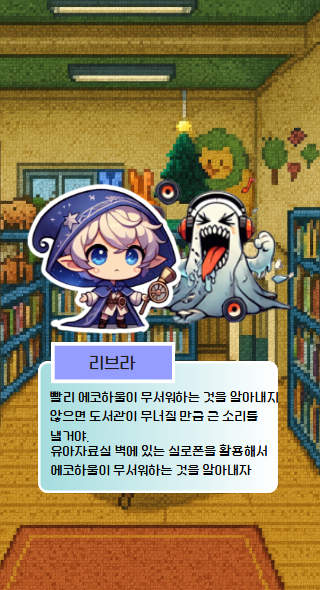 리브라
빨리 에코하울이 무서워하는 것을 알아내지
않으면 도서관이 무너질 만큼 큰 소리를
낼거야.
유아자료실 벽에 있는 실로폰을 활용해서
에코하울이 무서워하는 것을 알아내자